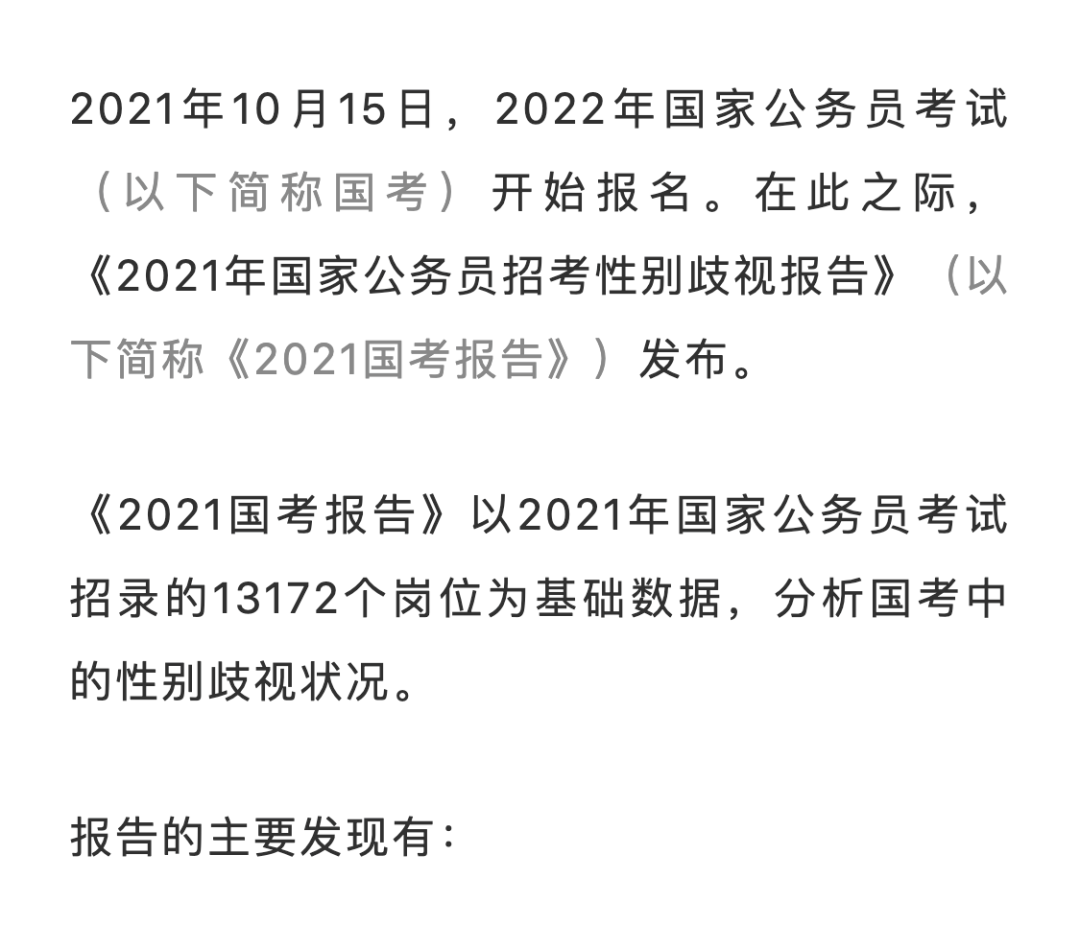 2021年10月15日，2022年国家公务员考试
（以下简称国考）开始报名。在此之际，
《2021年国家公务员招考性别歧视报告》（以
下简称《2021国考报告》）发布。
《2021国考报告》以2021年国家公务员考试
招录的13172个岗位为基础数据，分析国考中
的性别歧视状况。
报告的主要发现有：